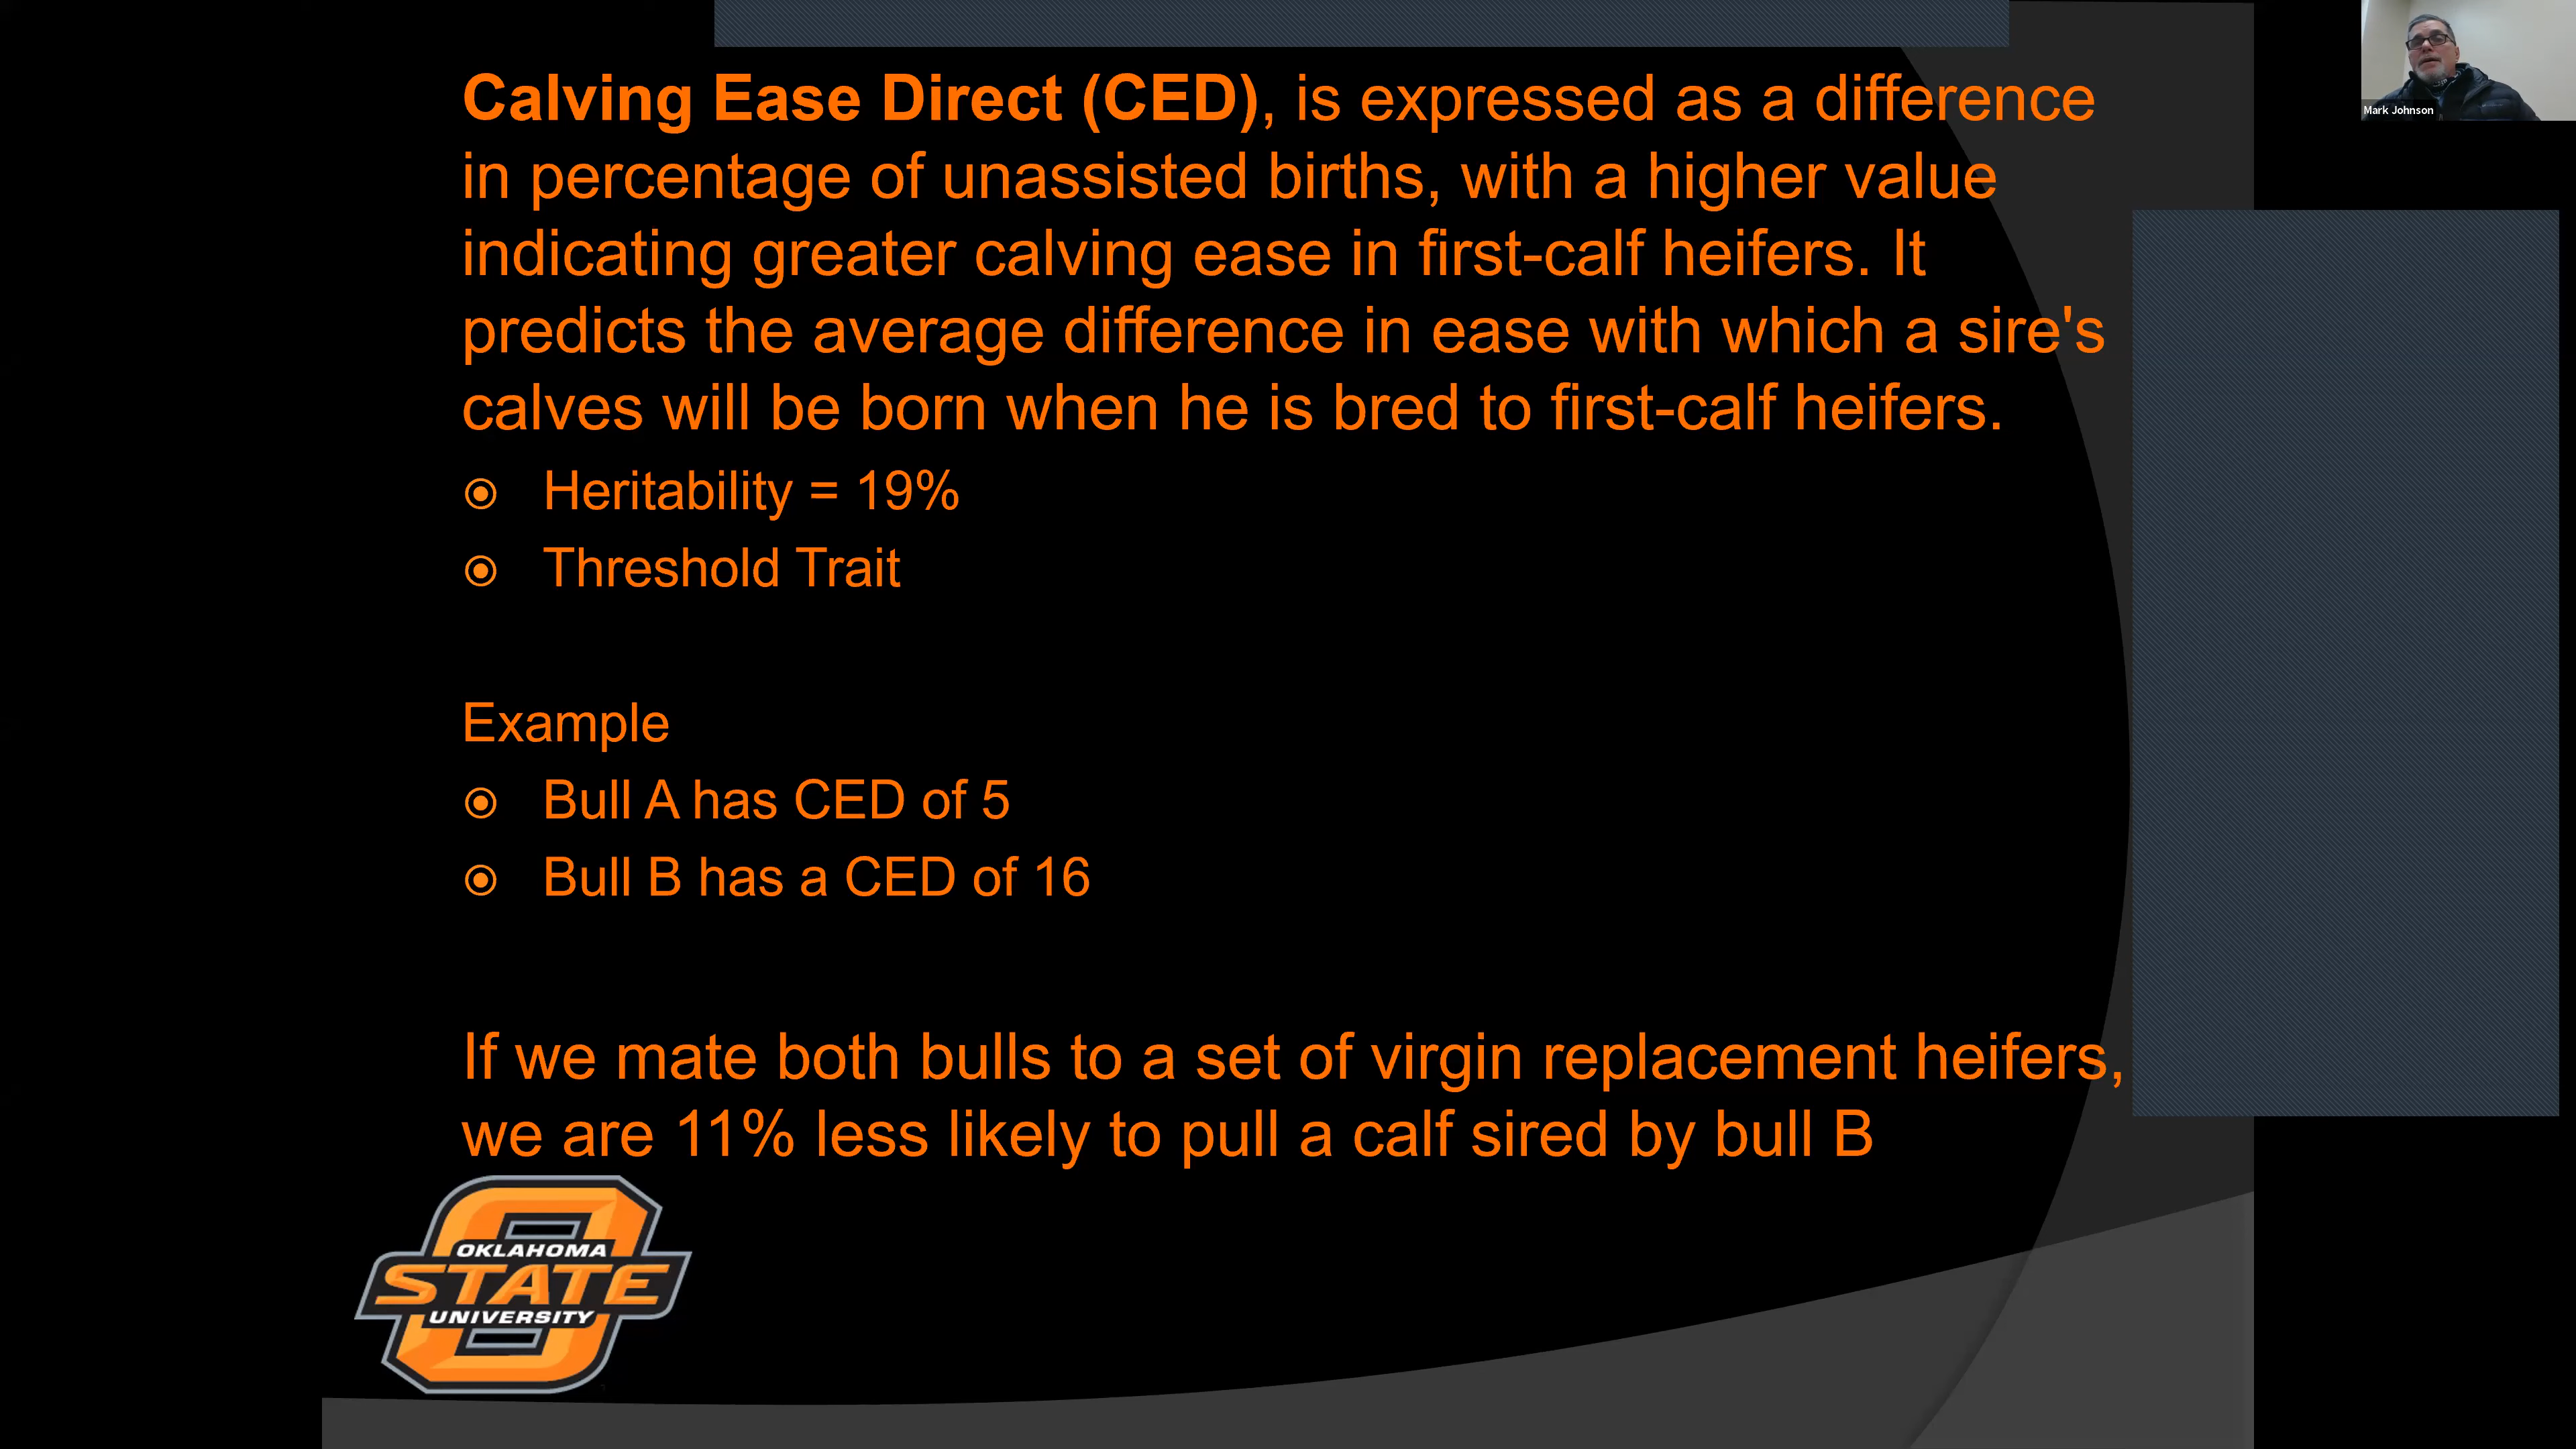 Calving Ease Direct (CED), is expressed as a difference
in percentage of unassisted births, with a higher value
indicating greater calving ease in first-calf heifers. It
predicts the average difference in ease with which a sire's
calves will be born when he is bred to first-calf heifers.
Heritability = 19%
Threshold Trait
Example
Bull A has CED of 5
Bull B has a CED of 16
If we mate both bulls to a set of virgin replacement heifers,
we are 11% less likely to pull a calf sired by bull B
OKLAHOMA
STATE
UNIVERSITY
Mark Johnson